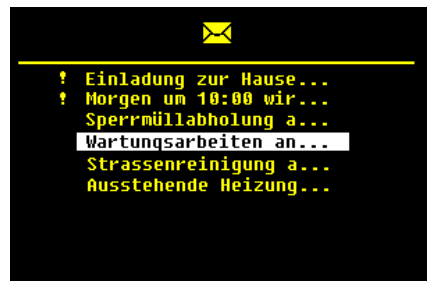 ! Einladung zur Hause...
! Morgen um 10:00 wir...
Sperrmüllabholung a...
Wartungsarbeiten an...
Strassenreinigung a...
Ausstehende Heizung...